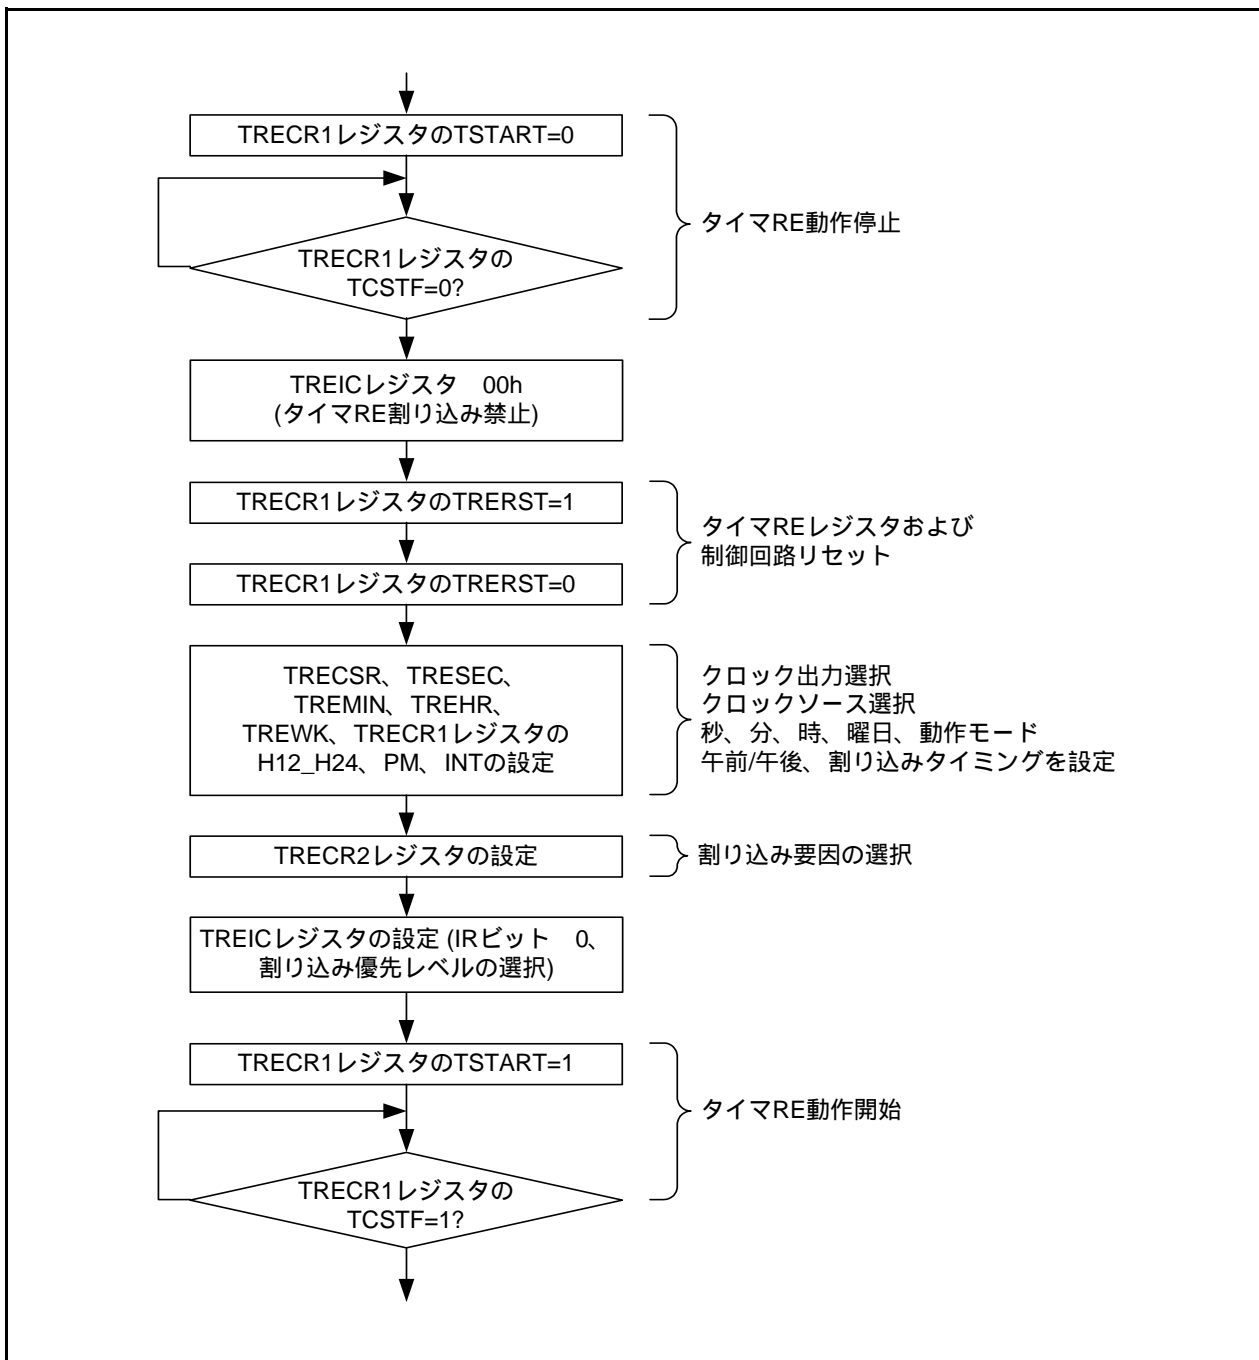 TRECR1レジスタのTSTART=0
TRECR1レジスタの
TCSTF=0?
タイマRE動作停止
TREICレジスタ　00h
(タイマRE割り込み禁止)
TRECR1レジスタのTRERST=1
TRECR1レジスタのTRERST=0
タイマREレジスタおよび
制御回路リセット
TRECSR、TRESEC、
TREMIN、TREHR、
TREWK、TRECR1レジスタの
H12_H24、PM、INTの設定
クロック出力選択
クロックソース選択
秒、分、時、曜日、動作モード
午前/午後、割り込みタイミングを設定
TRECR2レジスタの設定
割り込み要因の選択
TREICレジスタの設定 (IRビット　0、
割り込み優先レベルの選択)
TRECR1レジスタのTSTART=1
タイマRE動作開始
TRECR1レジスタの
TCSTF=1?